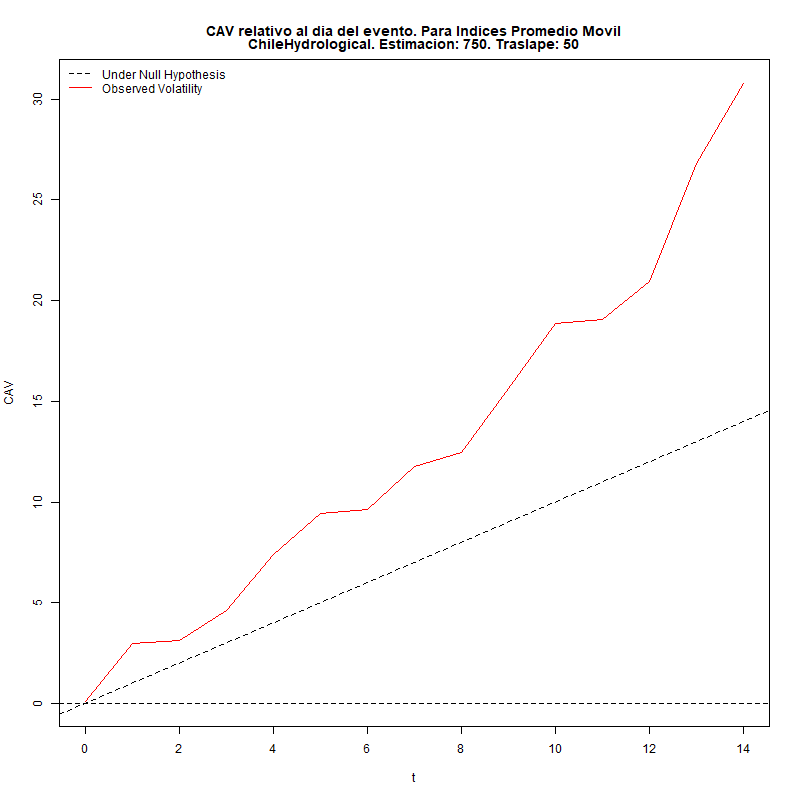 CAV relativo al dia del evento. Para Indices Promedio Movil
ChileHydrological. Estimacion: 750. Traslape: 50
Under Null Hypothesis
Observed Volatility
CAV
30
25
20
15
10
5
0
0 2 4 6 8 10 12 14
t